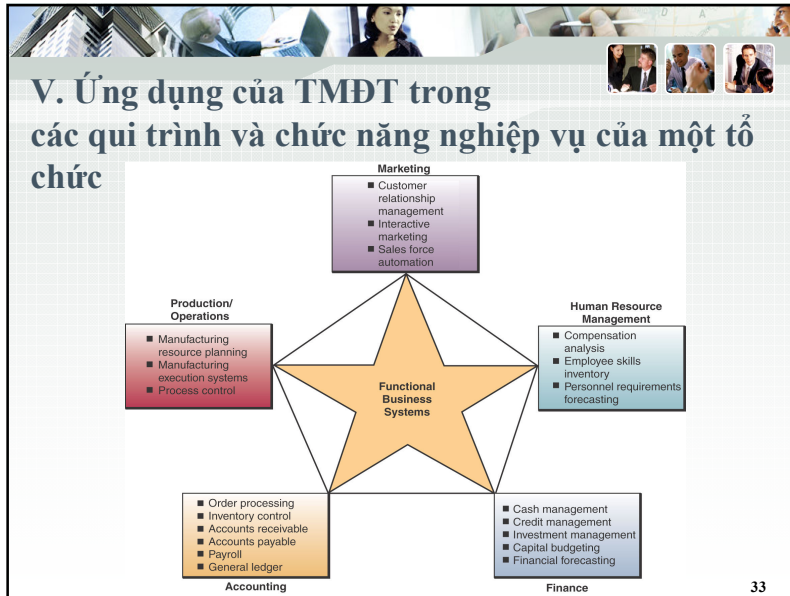 V. Ứng dụng của TMĐT trong
các qui trình và chức năng nghiệp vụ của một tổ
chức
Marketing
■ Customer
relationship
management
■ Interactive
marketing
■ Sales force
automation
Production/
Operations
■ Manufacturing
resource planning
■ Manufacturing
execution systems
■ Process control
Human Resource
Management
■ Compensation
analysis
■ Employee skills
inventory
■ Personnel requirements
forecasting
Functional
Business
Systems
■ Order processing
■ Inventory control
■ Accounts receivable
■ Accounts payable
■ Payroll
■ General ledger
Accounting
■ Cash management
■ Credit management
■ Investment management
■ Capital budgeting
■ Financial forecasting
Finance
33